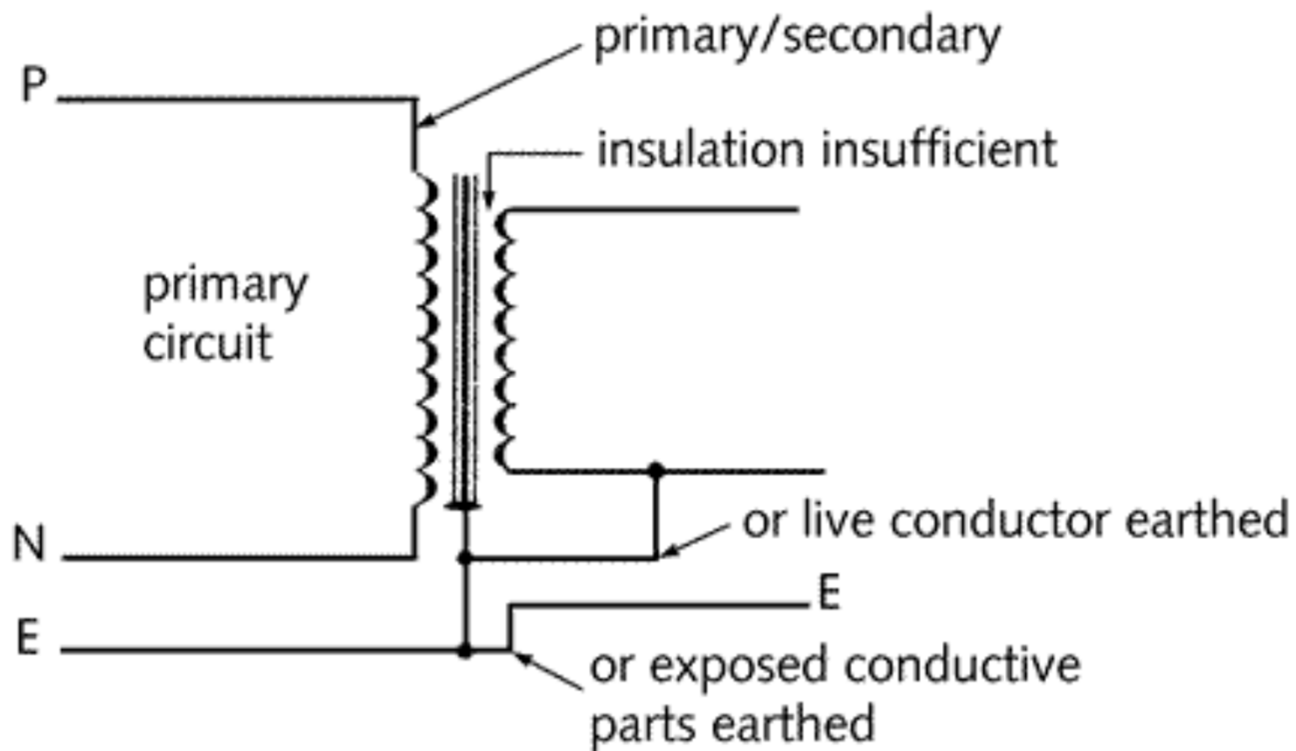 primary/secondary
P
insulation insufficient
primary
circuit
N
or live conductor earthed
E
E
or exposed conductive
parts earthed